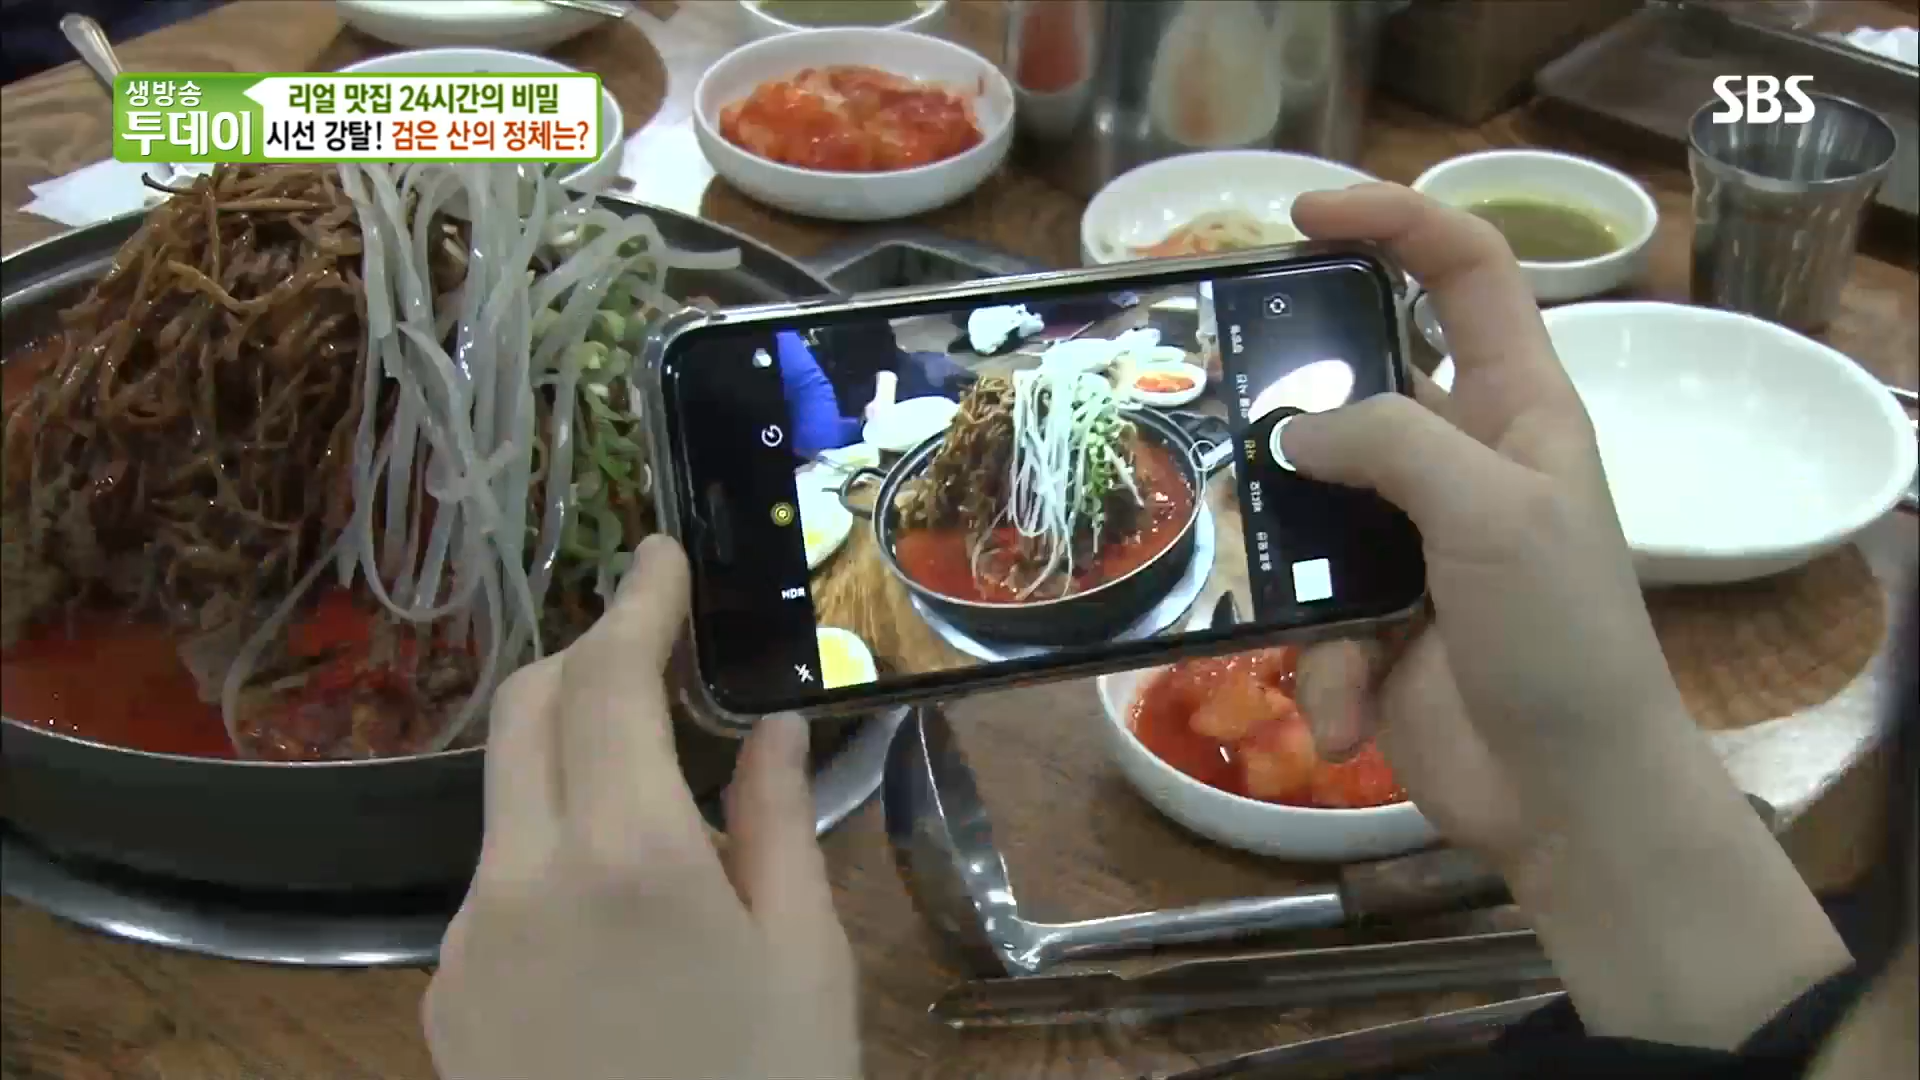 생방송
투데이
리얼 맛집 24시간의 비밀
시선 강탈! 검은 산의 정체는?
SBS
HDR